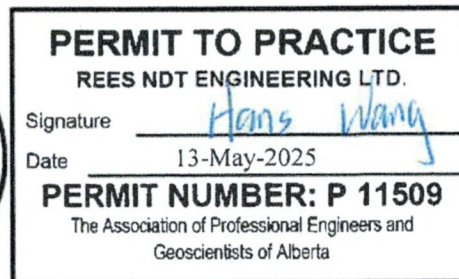 PERMIT TO PRACTICE
REES NDT ENGINEERING LTD.
Signature Hans Wang
Date 13-May-2025
PERMIT NUMBER: P 11509
The Association of Professional Engineers and
Geoscientists of Alberta